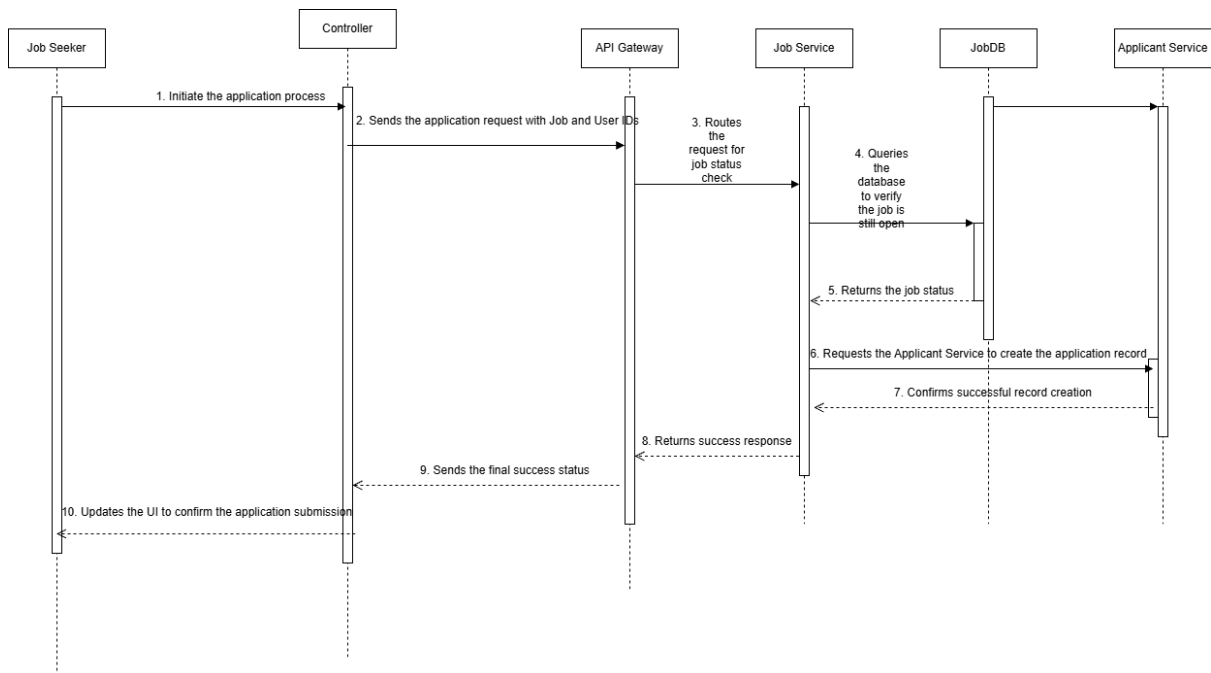 Controller
Job Seeker
API Gateway
Job Service
JobDB
Applicant Service
1. Initiate the application process
2. Sends the application request with Job and User IDs
3. Routes
the
request for
job status
check
4. Queries
the
database
to verify
the job is
still open
5. Returns the job status
6. Requests the Applicant Service to create the application record
7. Confirms successful record creation
8. Returns success response
9. Sends the final success status
10. Updates the UI to confirm the application submission